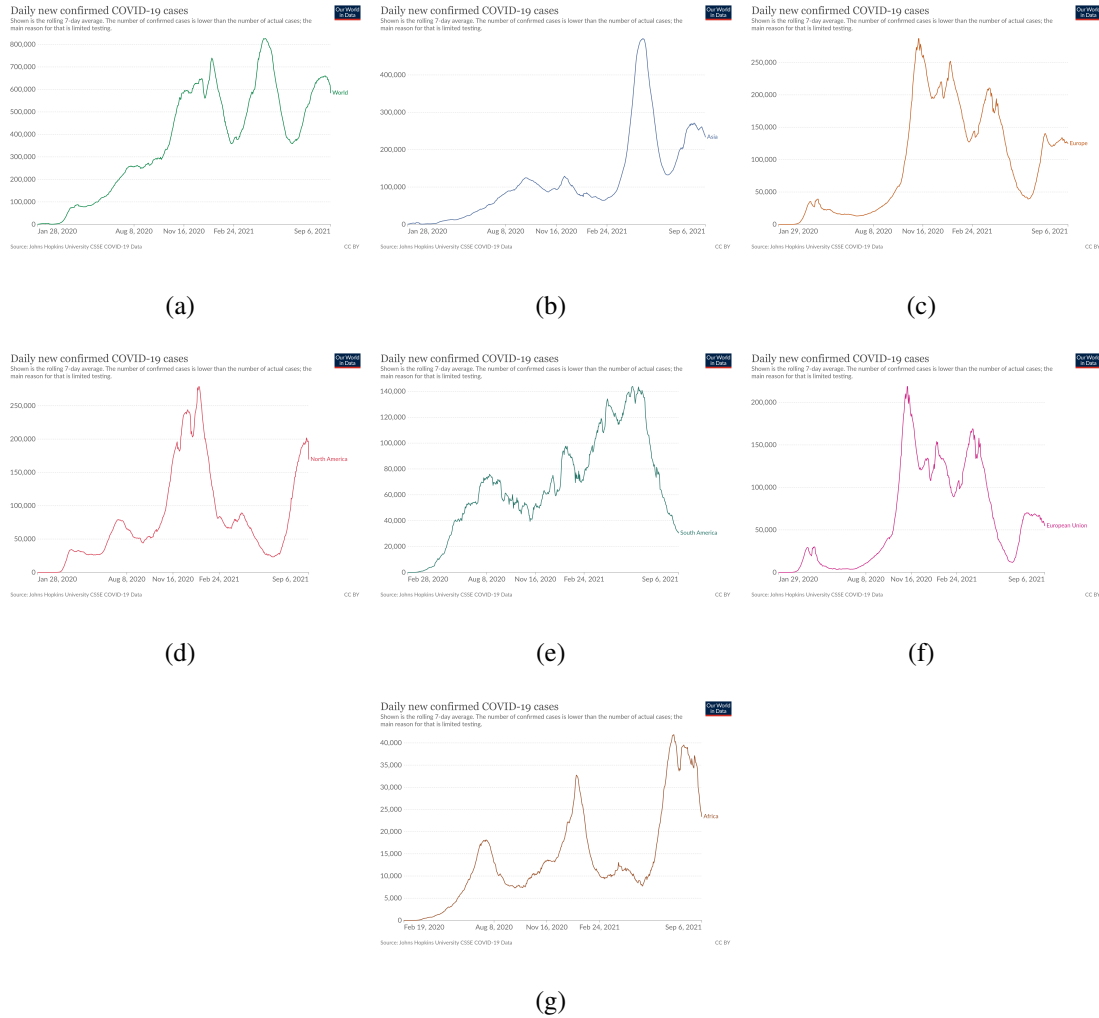 Daily new confirmed COVID-19 cases
Shown is the rolling 7-day average. The number of confirmed cases is lower than the number of actual cases; the
main reason for that is limited testing.
Our World
in Data
800,000
700,000
600,000
500,000
400,000
300,000
200,000
100,000
0
World
Jan 28, 2020 Aug 8, 2020 Nov 16, 2020 Feb 24, 2021 Sep 6, 2021
Source: Johns Hopkins University CSSE COVID-19 Data CC BY
(a)
Daily new confirmed COVID-19 cases
Shown is the rolling 7-day average. The number of confirmed cases is lower than the number of actual cases; the
main reason for that is limited testing.
Our World
in Data
400,000
300,000
200,000
100,000
0
Asia
Jan 28, 2020 Aug 8, 2020 Nov 16, 2020 Feb 24, 2021 Sep 6, 2021
Source: Johns Hopkins University CSSE COVID-19 Data CC BY
(b)
Daily new confirmed COVID-19 cases
Shown is the rolling 7-day average. The number of confirmed cases is lower than the number of actual cases; the
main reason for that is limited testing.
Our World
in Data
250,000
200,000
150,000
100,000
50,000
0
Europe
Jan 29, 2020 Aug 8, 2020 Nov 16, 2020 Feb 24, 2021 Sep 6, 2021
Source: Johns Hopkins University CSSE COVID-19 Data CC BY
(c)
Daily new confirmed COVID-19 cases
Shown is the rolling 7-day average. The number of confirmed cases is lower than the number of actual cases; the
main reason for that is limited testing.
Our World
in Data
250,000
200,000
150,000
100,000
50,000
0
North America
Jan 28, 2020 Aug 8, 2020 Nov 16, 2020 Feb 24, 2021 Sep 6, 2021
Source: Johns Hopkins University CSSE COVID-19 Data CC BY
(d)
Daily new confirmed COVID-19 cases
Shown is the rolling 7-day average. The number of confirmed cases is lower than the number of actual cases; the
main reason for that is limited testing.
Our World
in Data
140,000
120,000
100,000
80,000
60,000
40,000
20,000
0
South America
Feb 28, 2020 Aug 8, 2020 Nov 16, 2020 Feb 24, 2021 Sep 6, 2021
Source: Johns Hopkins University CSSE COVID-19 Data CC BY
(e)
Daily new confirmed COVID-19 cases
Shown is the rolling 7-day average. The number of confirmed cases is lower than the number of actual cases; the
main reason for that is limited testing.
Our World
in Data
200,000
150,000
100,000
50,000
0
European Union
Jan 29, 2020 Aug 8, 2020 Nov 16, 2020 Feb 24, 2021 Sep 6, 2021
Source: Johns Hopkins University CSSE COVID-19 Data CC BY
(f)
Daily new confirmed COVID-19 cases
Shown is the rolling 7-day average. The number of confirmed cases is lower than the number of actual cases; the
main reason for that is limited testing.
Our World
in Data
40,000
35,000
30,000
25,000
20,000
15,000
10,000
5,000
0
Africa
Feb 19, 2020 Aug 8, 2020 Nov 16, 2020 Feb 24, 2021 Sep 6, 2021
Source: Johns Hopkins University CSSE COVID-19 Data CC BY
(g)